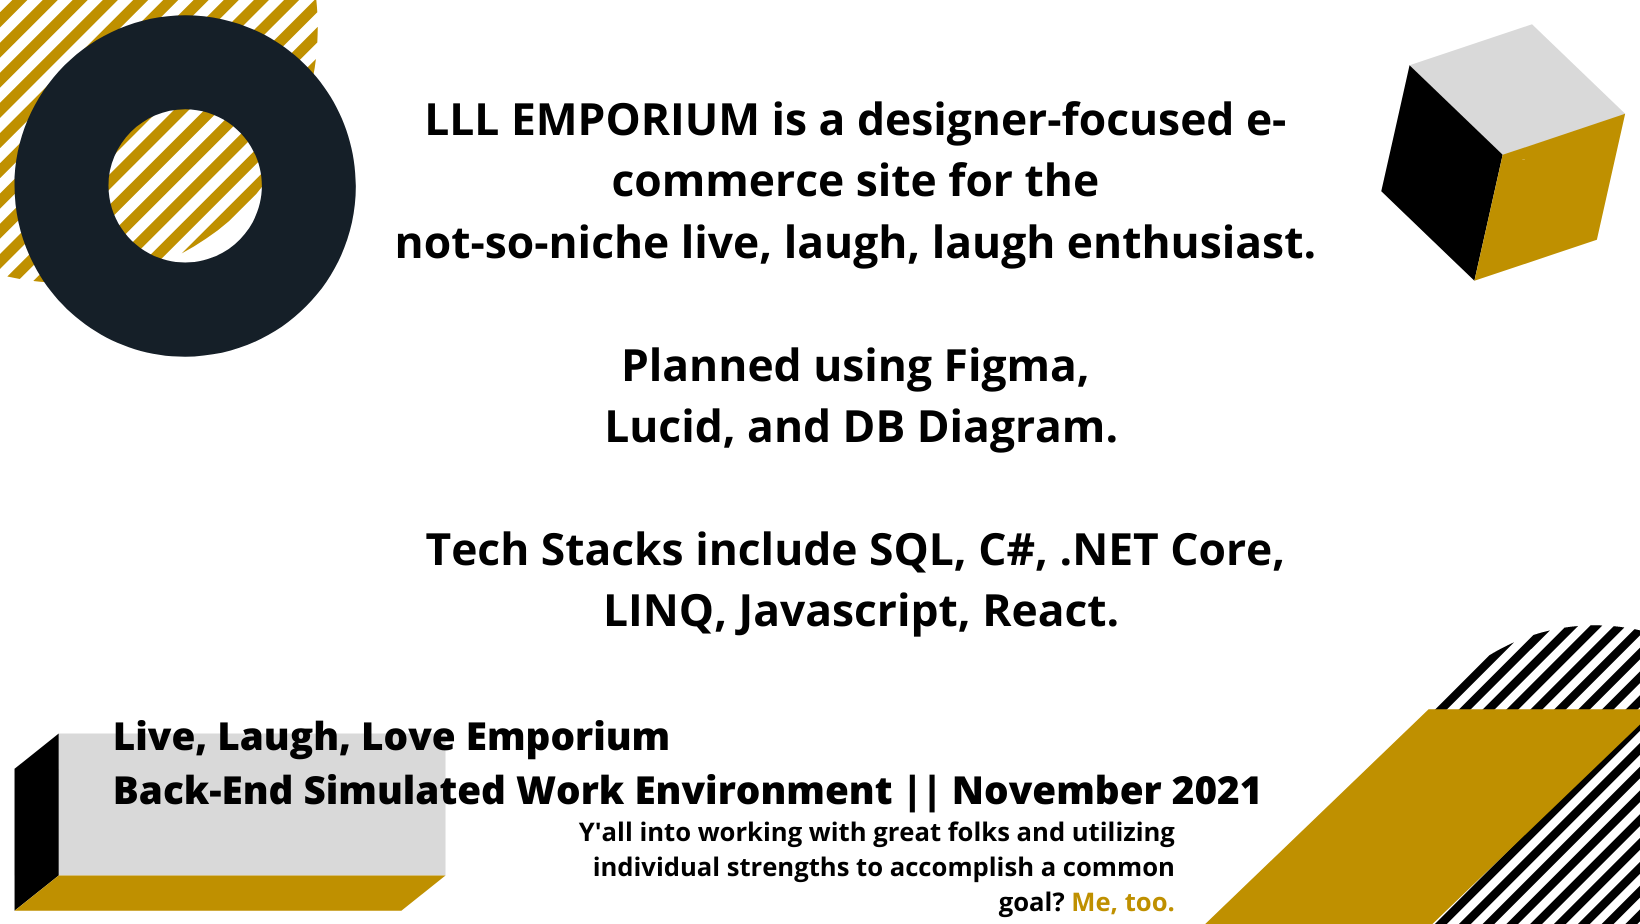 LLL EMPORIUM is a designer-focused e-
commerce site for the
not-so-niche live, laugh, laugh enthusiast.
Planned using Figma,
Lucid, and DB Diagram.
Tech Stacks include SQL, C#, .NET Core,
LINQ, Javascript, React.
Live, Laugh, Love Emporium
Back-End Simulated Work Environment || November 2021
Y'all into working with great folks and utilizing
individual strengths to accomplish a common
goal? Me, too.